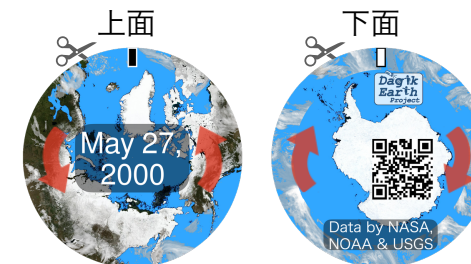 上面
下面
May 27,
2000
Dagik
Earth
Project
Data by NASA,
NOAA & USGS